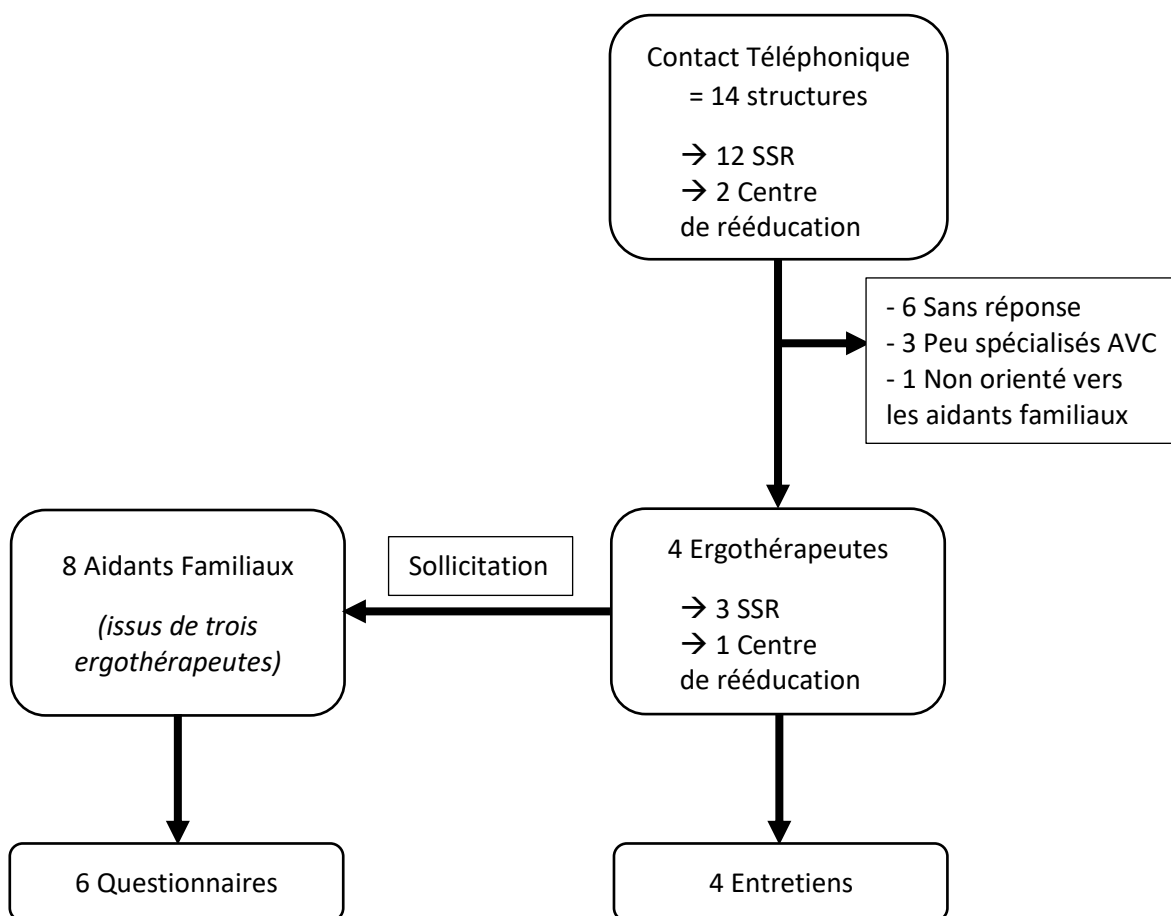 Contact Téléphonique
= 14 structures
→ 12 SSR
→ 2 Centre
de rééducation
- 6 Sans réponse
- 3 Peu spécialisés AVC
- 1 Non orienté vers
les aidants familiaux
4 Ergothérapeutes
→ 3 SSR
→ 1 Centre
de rééducation
Sollicitation
8 Aidants Familiaux
(issus de trois
ergothérapeutes)
6 Questionnaires
4 Entretiens